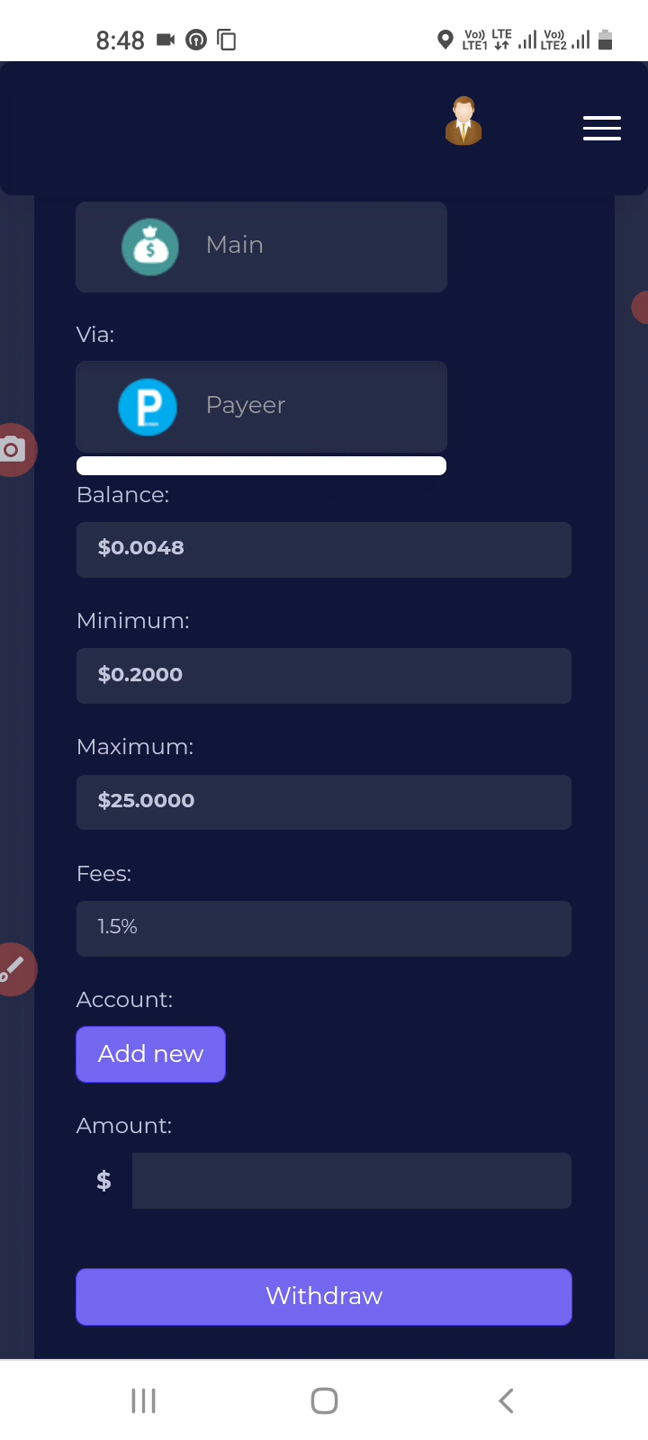 8:48
Vo) LTE
LTE1
Vo)
LTE2
Main
Via:
P Payeer
Balance:
$0.0048
Minimum:
$0.2000
Maximum:
$25.0000
Fees:
1.5%
Account:
Add new
Amount:
$
Withdraw